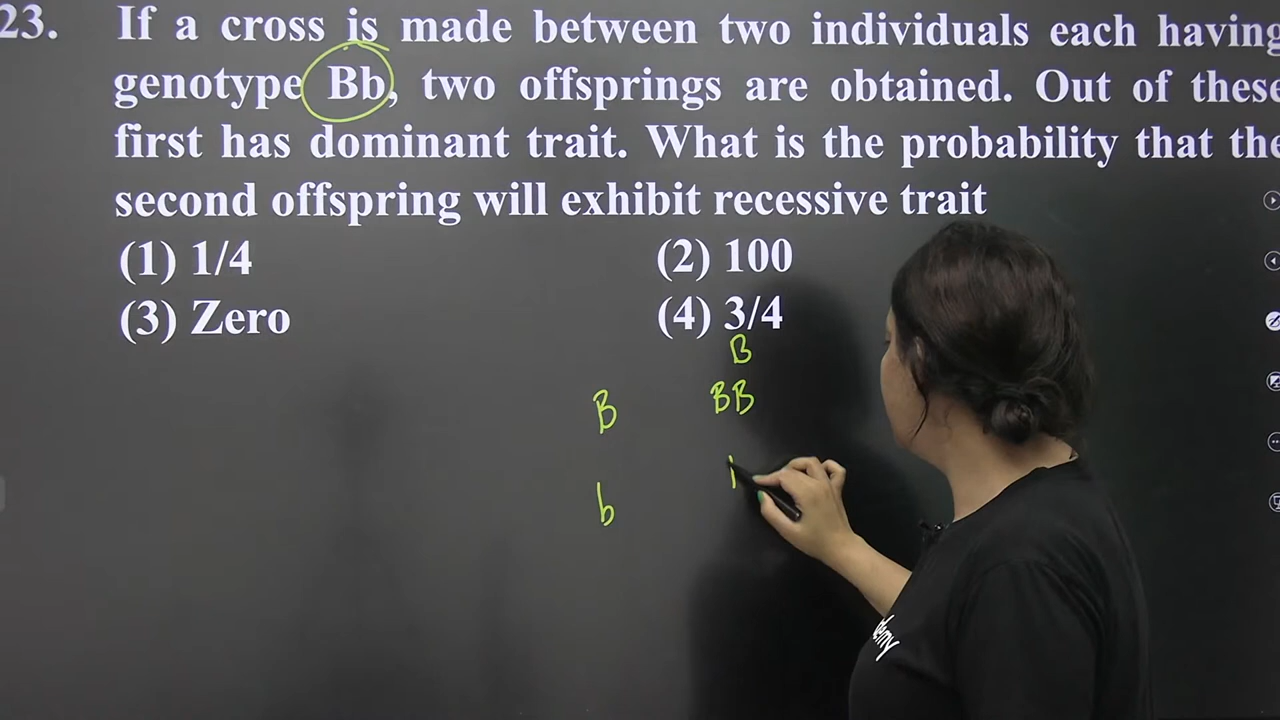 23. If a cross is made between two individuals each having
genotype Bb, two offsprings are obtained. Out of these
first has dominant trait. What is the probability that the
second offspring will exhibit recessive trait
(1) 1/4 (2) 100
(3) Zero (4) 3/4
B
B BB
b